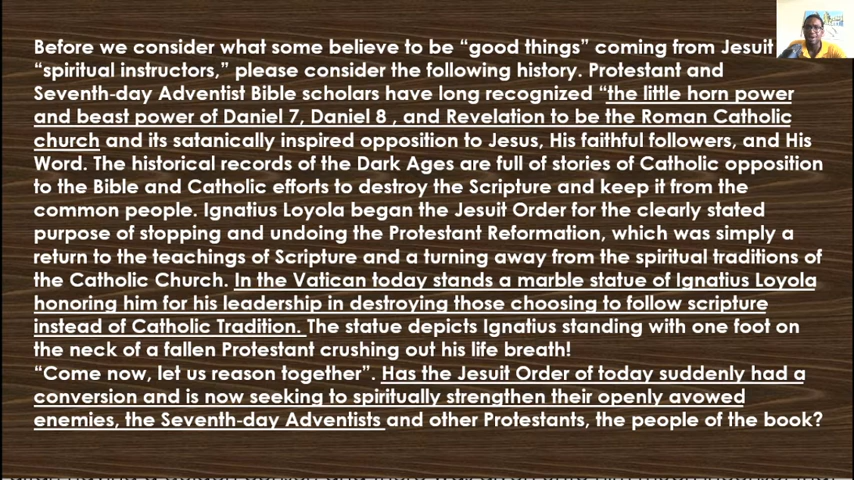 Before we consider what some believe to be “good things” coming from Jesuit
“spiritual instructors,” please consider the following history. Protestant and
Seventh-day Adventist Bible scholars have long recognized “the little horn power
and beast power of Daniel 7, Daniel 8 , and Revelation to be the Roman Catholic
church and its satanically inspired opposition to Jesus, His faithful followers, and His
Word. The historical records of the Dark Ages are full of stories of Catholic opposition
to the Bible and Catholic efforts to destroy the Scripture and keep it from the
common people. Ignatius Loyola began the Jesuit Order for the clearly stated
purpose of stopping and undoing the Protestant Reformation, which was simply a
return to the teachings of Scripture and a turning away from the spiritual traditions of
the Catholic Church. In the Vatican today stands a marble statue of Ignatius Loyola
honoring him for his leadership in destroying those choosing to follow scripture
instead of Catholic Tradition. The statue depicts Ignatius standing with one foot on
the neck of a fallen Protestant crushing out his life breath!
“Come now, let us reason together”. Has the Jesuit Order of today suddenly had a
conversion and is now seeking to spiritually strengthen their openly avowed
enemies, the Seventh-day Adventists and other Protestants, the people of the book?